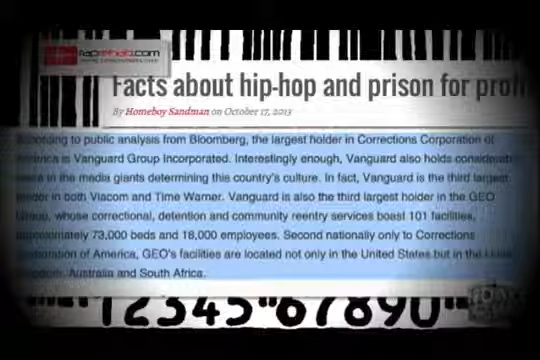 raprehab.com
Facts about hip-hop and prison for prof
By Homeboy Sandman on October 17, 2013
According to public analysis from Bloomberg, the largest holder in Corrections Corporation of
America is Vanguard Group Incorporated. Interestingly enough, Vanguard also holds considerab
stake in the media giants determining this country's culture. In fact, Vanguard is the third largest
holder in both Viacom and Time Warner. Vanguard is also the third largest holder in the GEO
Group, whose correctional, detention and community reentry services boast 101 facilities,
approximately 73,000 beds and 18,000 employees. Second nationally only to Corrections
Corporation of America, GEO's facilities are located not only in the United States but in the United
Kingdom, Australia and South Africa.
12345"67890"